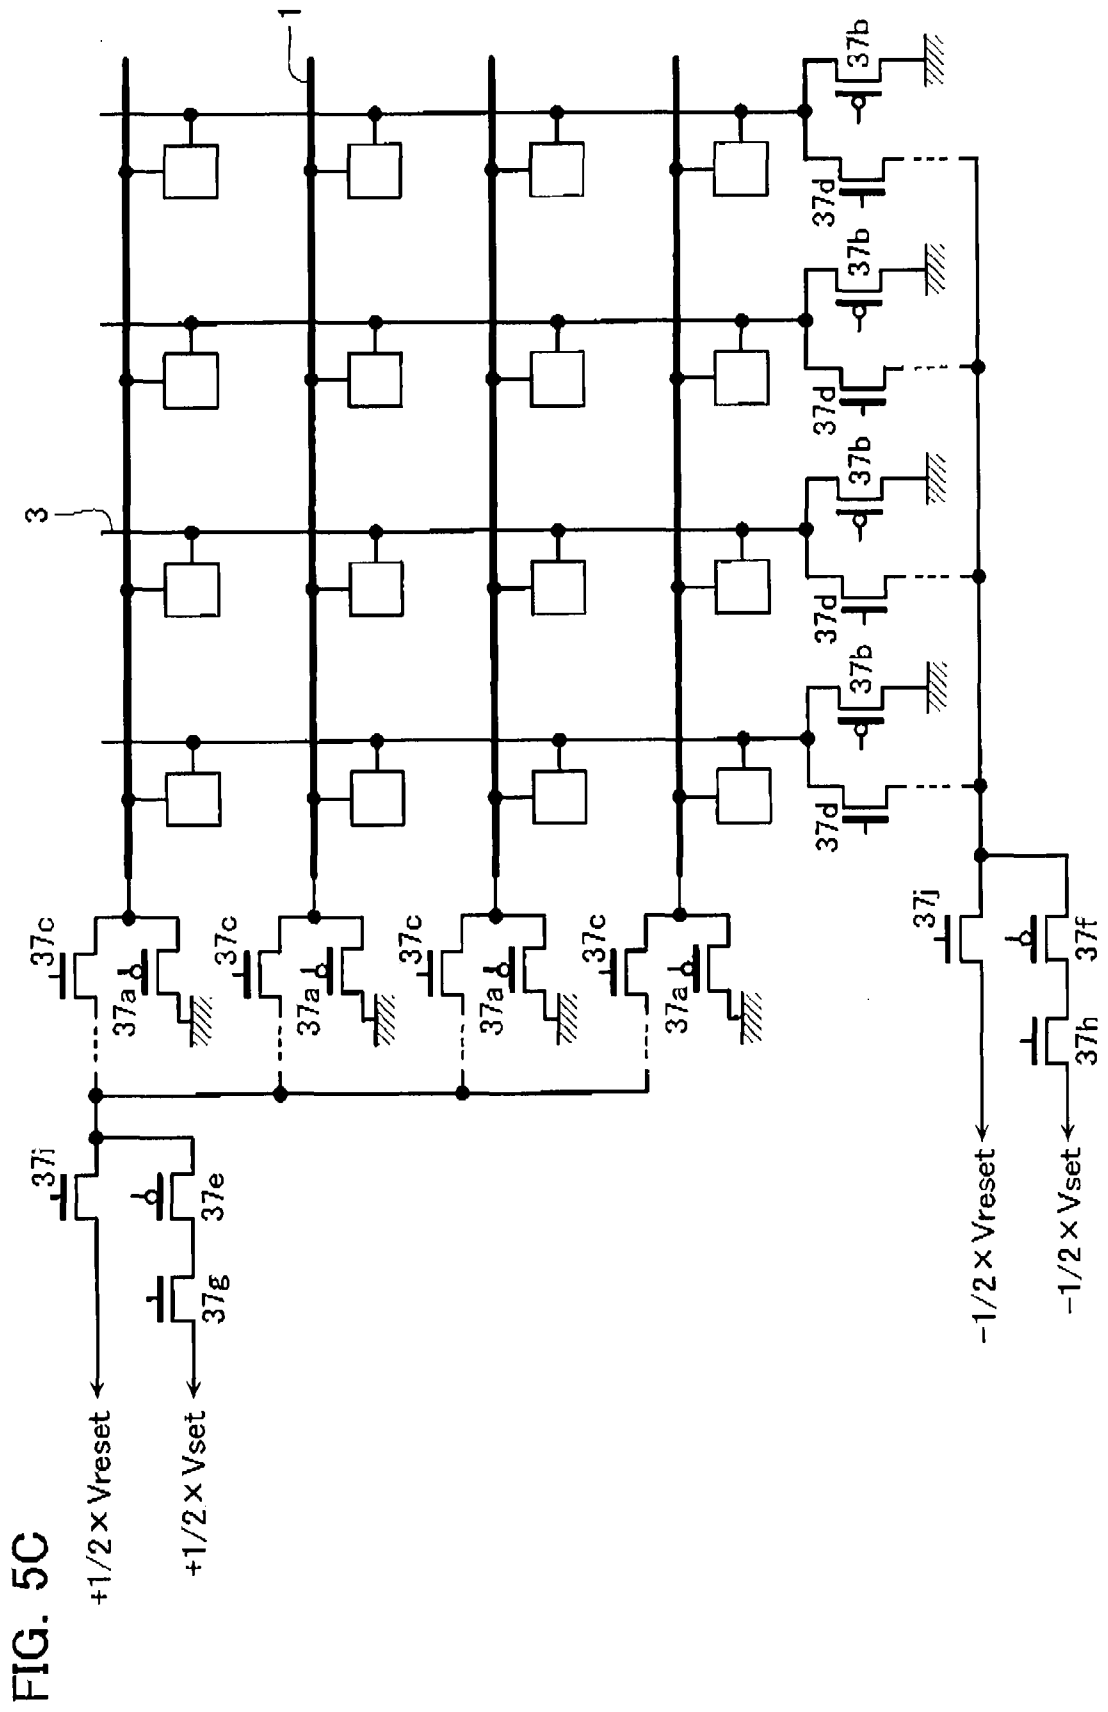 FIG. 5C
1
3
37c
37a
37c
37a
37c
37a
37c
37a
37i
37e
37g
+1/2×Vreset
+1/2×Vset
37d
37b
37d
37b
37d
37b
37d
37b
37j
37f
37h
−1/2×Vreset
−1/2×Vset